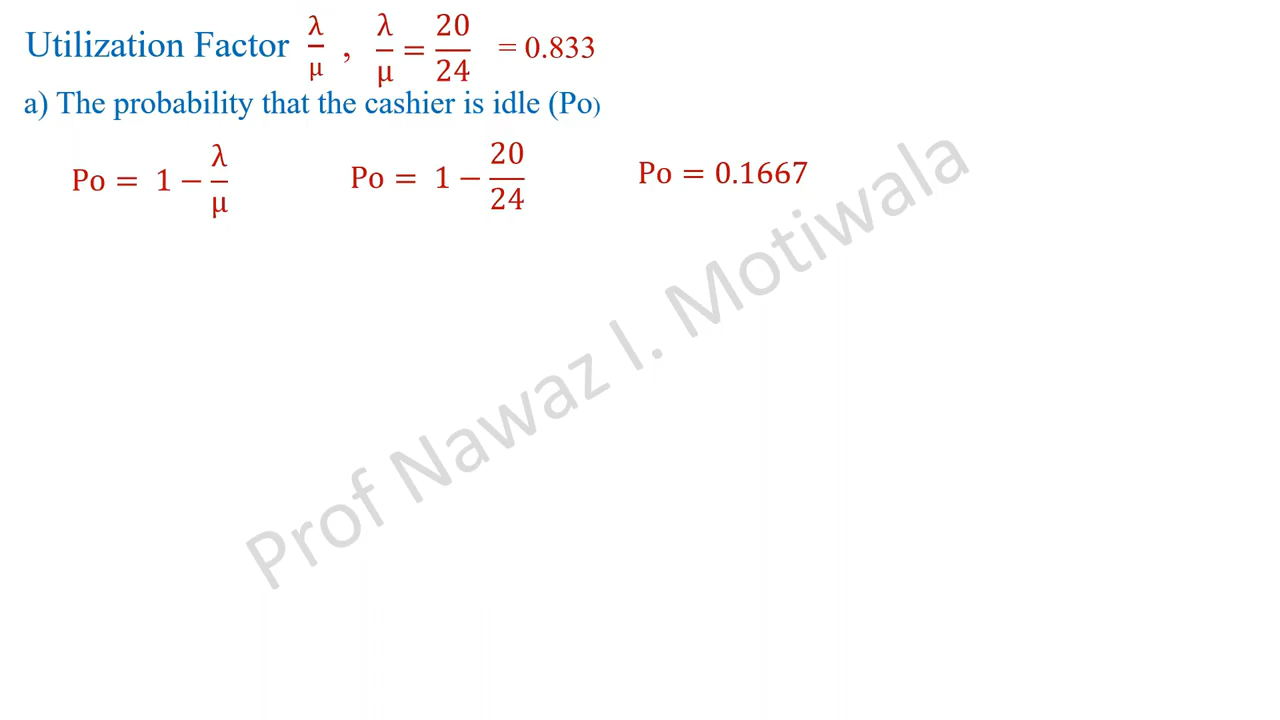 Utilization Factor λ/μ , λ/μ = 20/24 = 0.833
a) The probability that the cashier is idle (Po)
Po = 1 − λ/μ Po = 1 − 20/24 Po = 0.1667
Prof Nawaz I. Motiwala